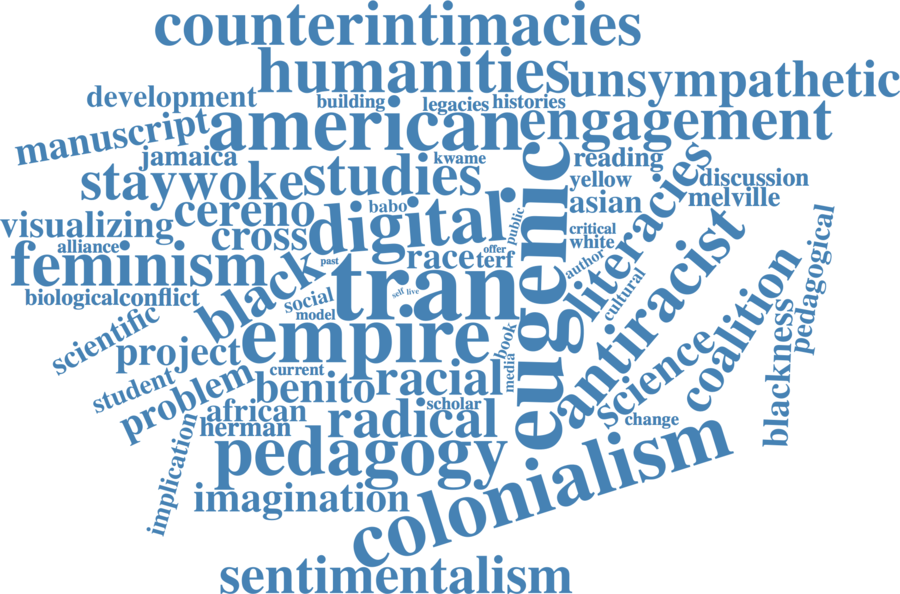 counterintimacies
humanities
unsympathetic
development
building
legacies
histories
manuscript
american
engagement
jamaica
kwame
reading
staywoke
studies
yellow
discussion
melville
visualizing
cereno
babo
digital
public
eugenic
asian
literacies
alliance
cross
critical
white
feminism
black
past
race
offer
terf
author
antiracist
pedagogical
biologicalconflict
social
model
tran
self
live
cultural
scientific
empire
book
coalition
project
current
media
science
blackness
student
problem
benito
racial
african
herman
radical
scholar
change
implication
pedagogy
imagination
colonialism
sentimentalism